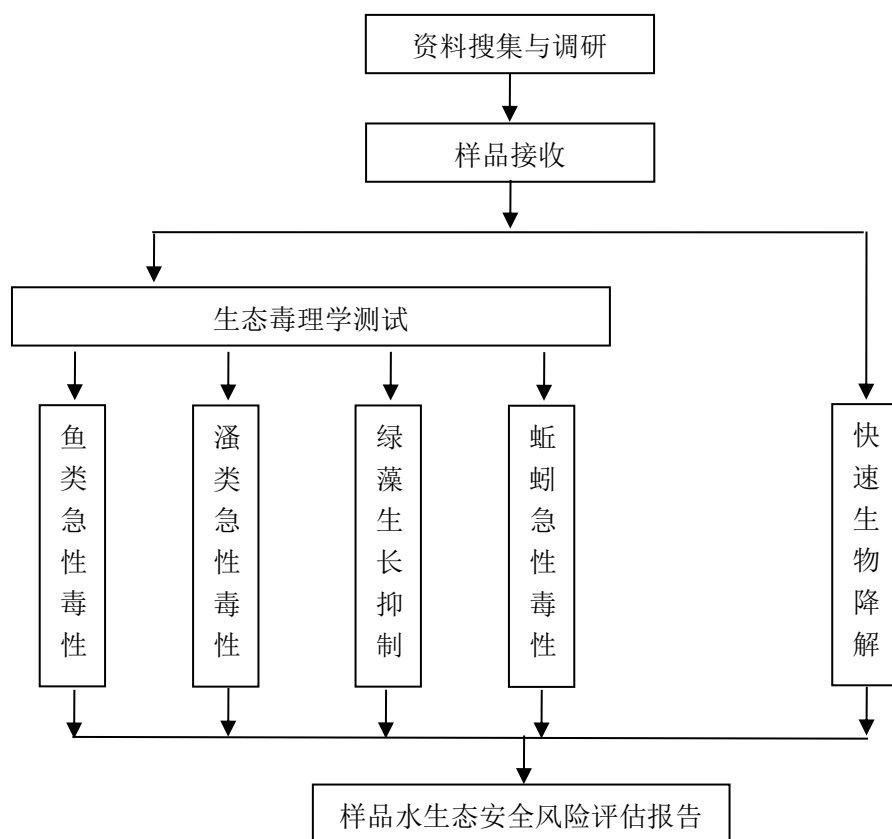 资料搜集与调研
样品接收
生态毒理学测试
鱼类急性毒性
溞类急性毒性
绿藻生长抑制
蚯蚓急性毒性
快速生物降解
样品水生态安全风险评估报告